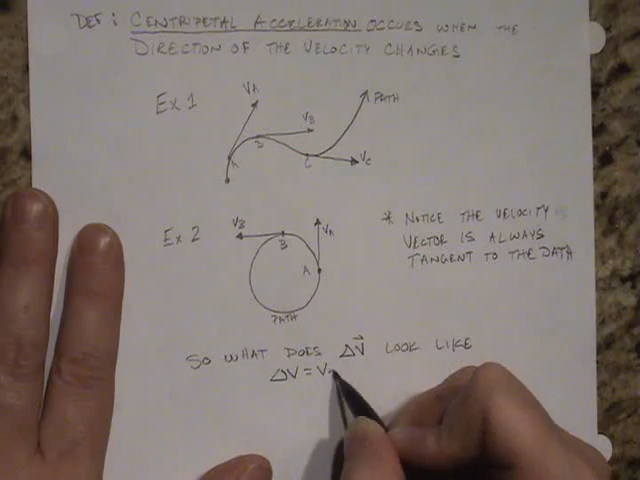 DEF: CENTRIPETAL ACCELERATION OCCURS WHEN THE
DIRECTION OF THE VELOCITY CHANGES
Ex 1
VA
VB
PATH
A
B
C
VC
Ex 2
VB
B
VA
A
PATH
* NOTICE THE VELOCITY
VECTOR IS ALWAYS
TANGENT TO THE PATH
SO WHAT DOES ΔV⃗ LOOK LIKE
ΔV = V